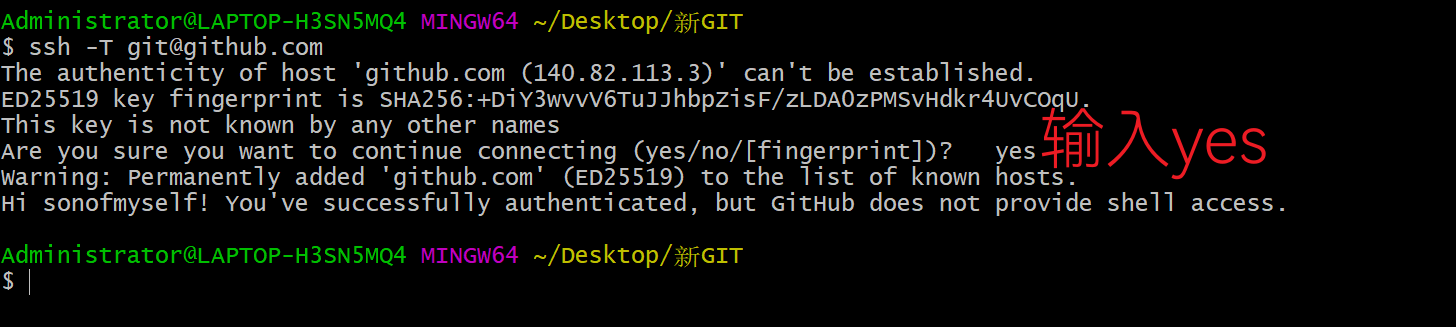 Administrator@LAPTOP-H3SN5MQ4 MINGW64 ~/Desktop/新GIT
$ ssh -T git@github.com
The authenticity of host 'github.com (140.82.113.3)' can't be established.
ED25519 key fingerprint is SHA256:+DiY3wvvV6TuJJhbpZisF/zLDA0zPMSvHdkr4UvCOqU.
This key is not known by any other names
Are you sure you want to continue connecting (yes/no/[fingerprint])?   yes
输入yes
Warning: Permanently added 'github.com' (ED25519) to the list of known hosts.
Hi sonofmyself! You've successfully authenticated, but GitHub does not provide shell access.
Administrator@LAPTOP-H3SN5MQ4 MINGW64 ~/Desktop/新GIT
$